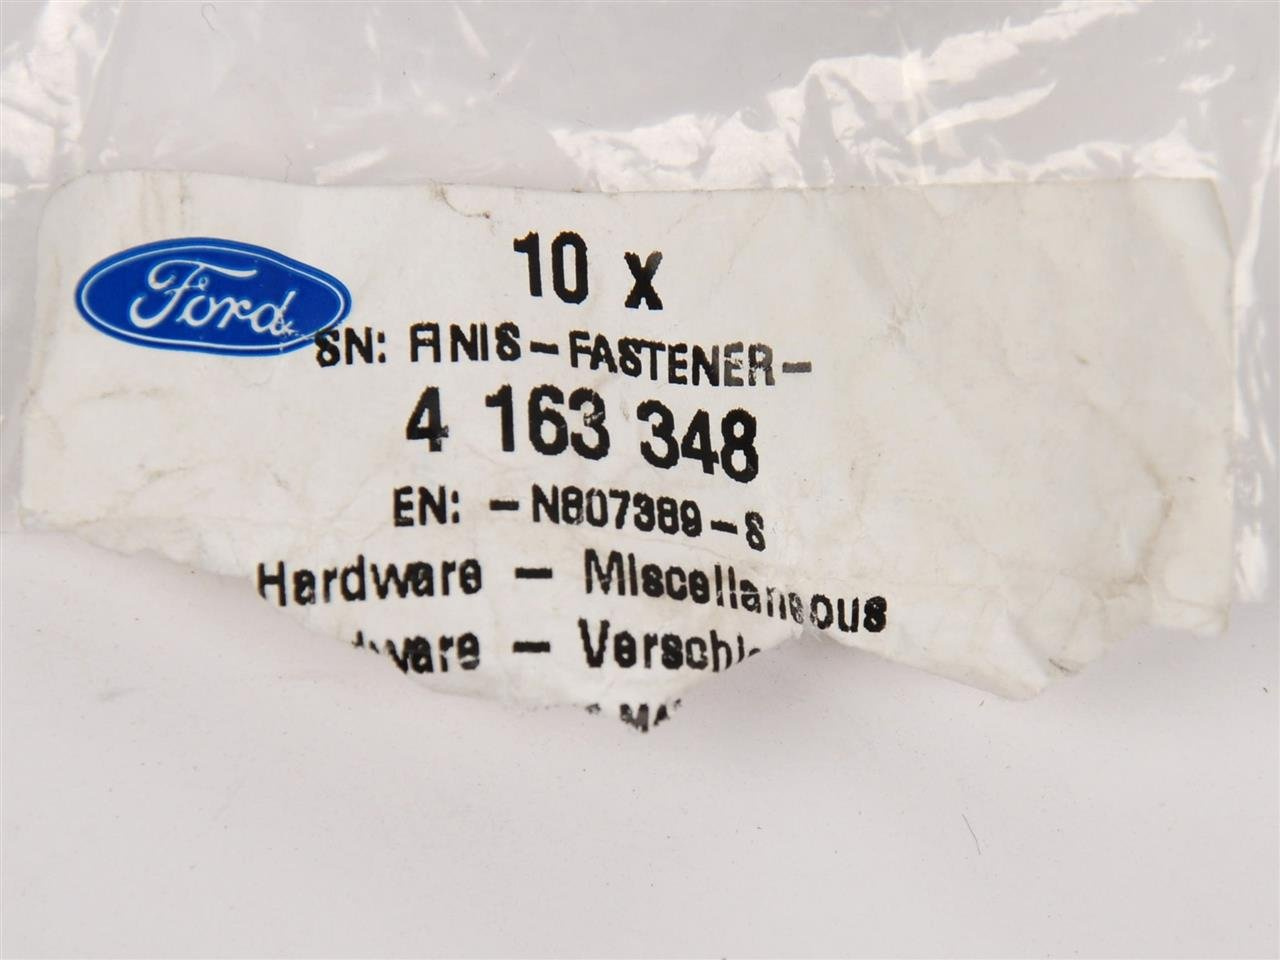 Ford
10 x
SN: FINIS-FASTENER-
4 163 348
EN: -N807389-S
Hardware - Miscellaneous